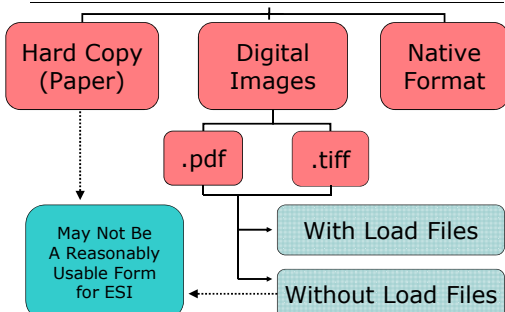 Hard Copy
(Paper)
Digital
Images
Native
Format
.pdf
.tiff
May Not Be
A Reasonably
Usable Form
for ESI
With Load Files
Without Load Files